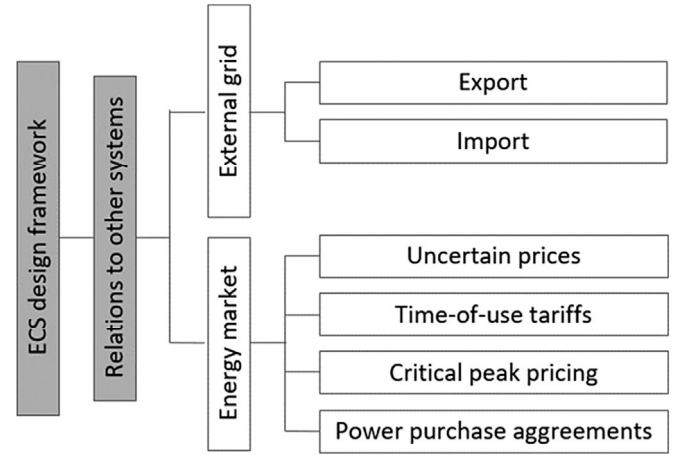 ECS design framework
Relations to other systems
External grid
Export
Import
Energy market
Uncertain prices
Time-of-use tariffs
Critical peak pricing
Power purchase aggreements